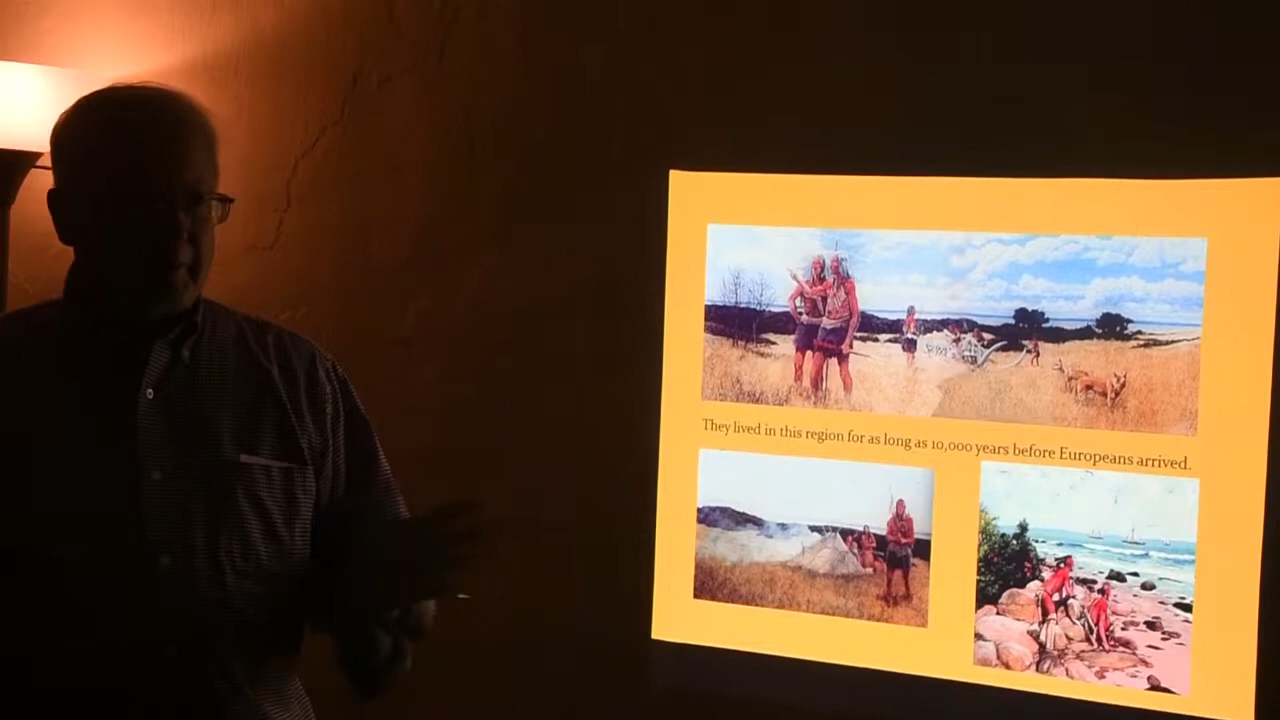 They lived in this region for as long as 10,000 years before Europeans arrived.